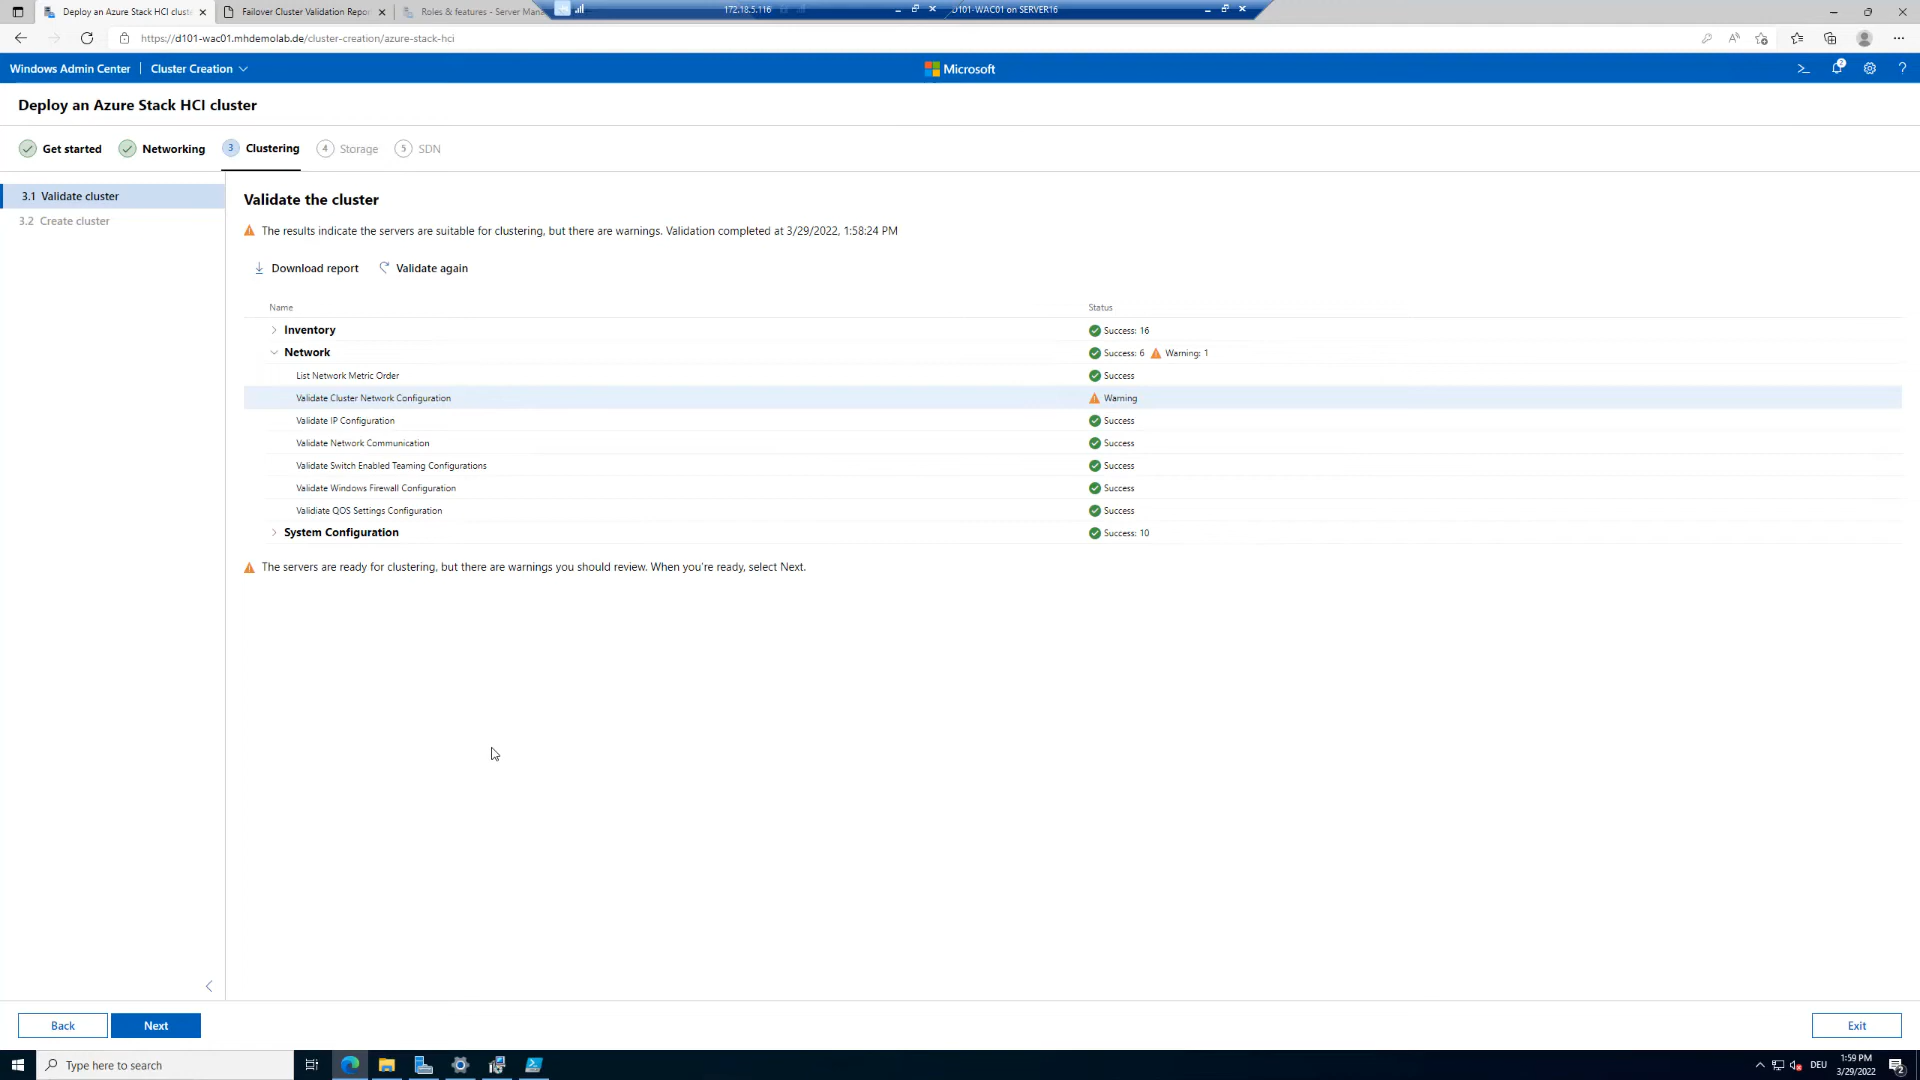 Deploy an Azure Stack HCI cluste
Failover Cluster Validation Repo
Roles & features - Server Mana
172.18.5.116
D101-WAC01 on SERVER16
https://d101-wac01.mhdemolab.de/cluster-creation/azure-stack-hci
Windows Admin Center
Cluster Creation
Microsoft
Deploy an Azure Stack HCI cluster
Get started
Networking
3 Clustering
4 Storage
5 SDN
3.1 Validate cluster
3.2 Create cluster
Validate the cluster
The results indicate the servers are suitable for clustering, but there are warnings. Validation completed at 3/29/2022, 1:58:24 PM
Download report
Validate again
Name
Status
Inventory
Success: 16
Network
Success: 6 Warning: 1
List Network Metric Order
Success
Validate Cluster Network Configuration
Warning
Validate IP Configuration
Success
Validate Network Communication
Success
Validate Switch Enabled Teaming Configurations
Success
Validate Windows Firewall Configuration
Success
Validiate QOS Settings Configuration
Success
System Configuration
Success: 10
The servers are ready for clustering, but there are warnings you should review. When you're ready, select Next.
Back
Next
Exit
Type here to search
DEU
1:59 PM
3/29/2022
2